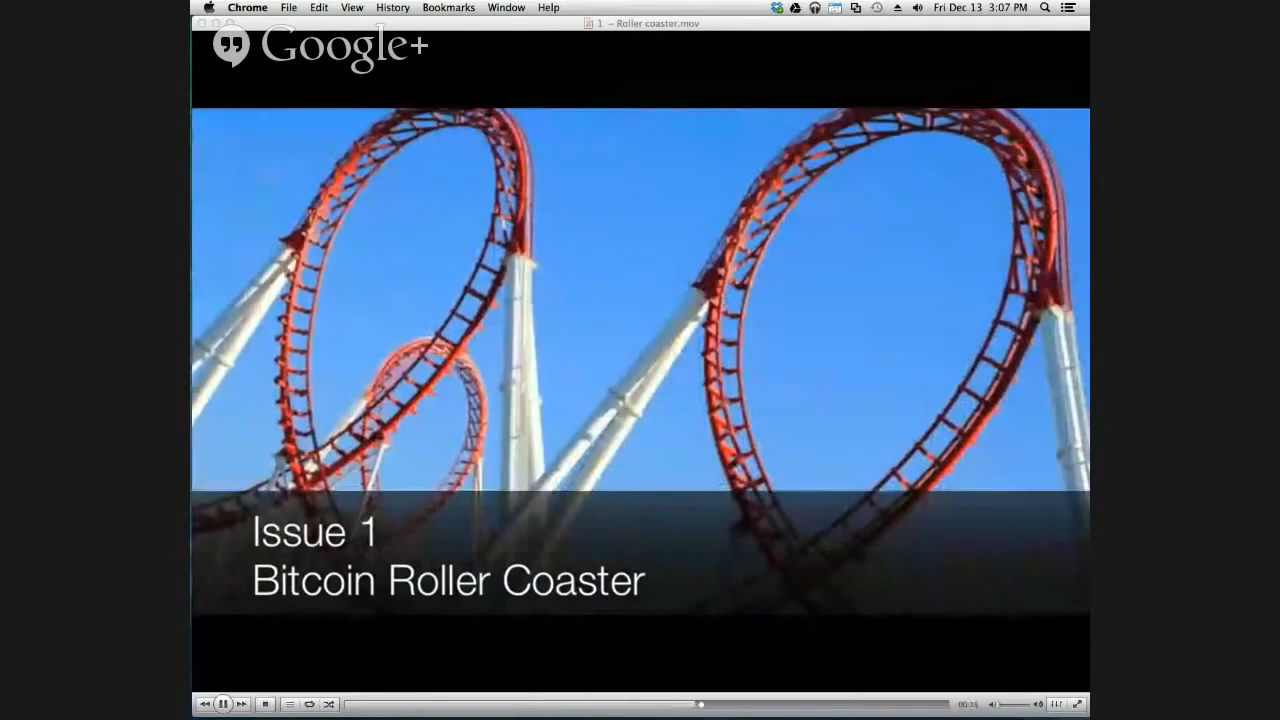 Chrome File Edit View History Bookmarks Window Help Fri Dec 13 3:07 PM
1 – Roller coaster.mov
Google+
Issue 1
Bitcoin Roller Coaster